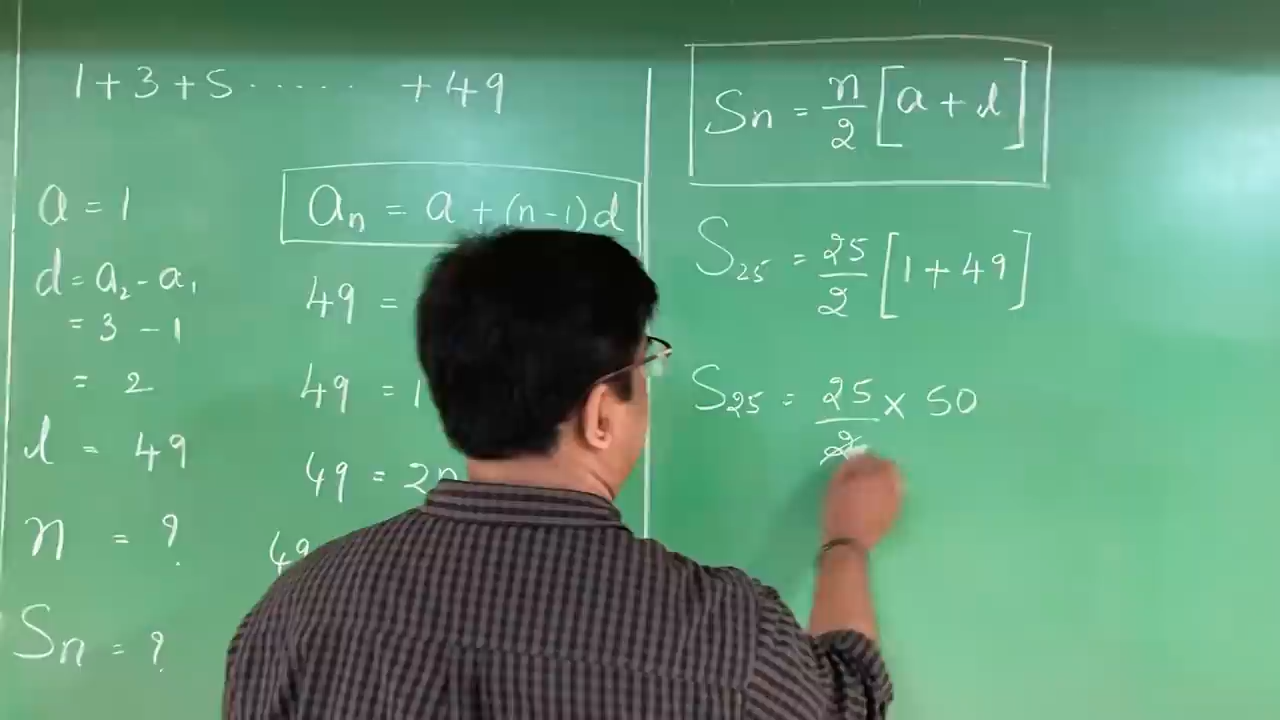 1 + 3 + 5 ...... + 49
a = 1
d = a₂ - a₁
= 3 - 1
= 2
l = 49
n = ?
Sn = ?
an = a + (n-1)d
49 =
49 = 1
49 = 2n
49
Sn = n/2 [a + l]
S25 = 25/2 [1 + 49]
S25 = 25/2 × 50